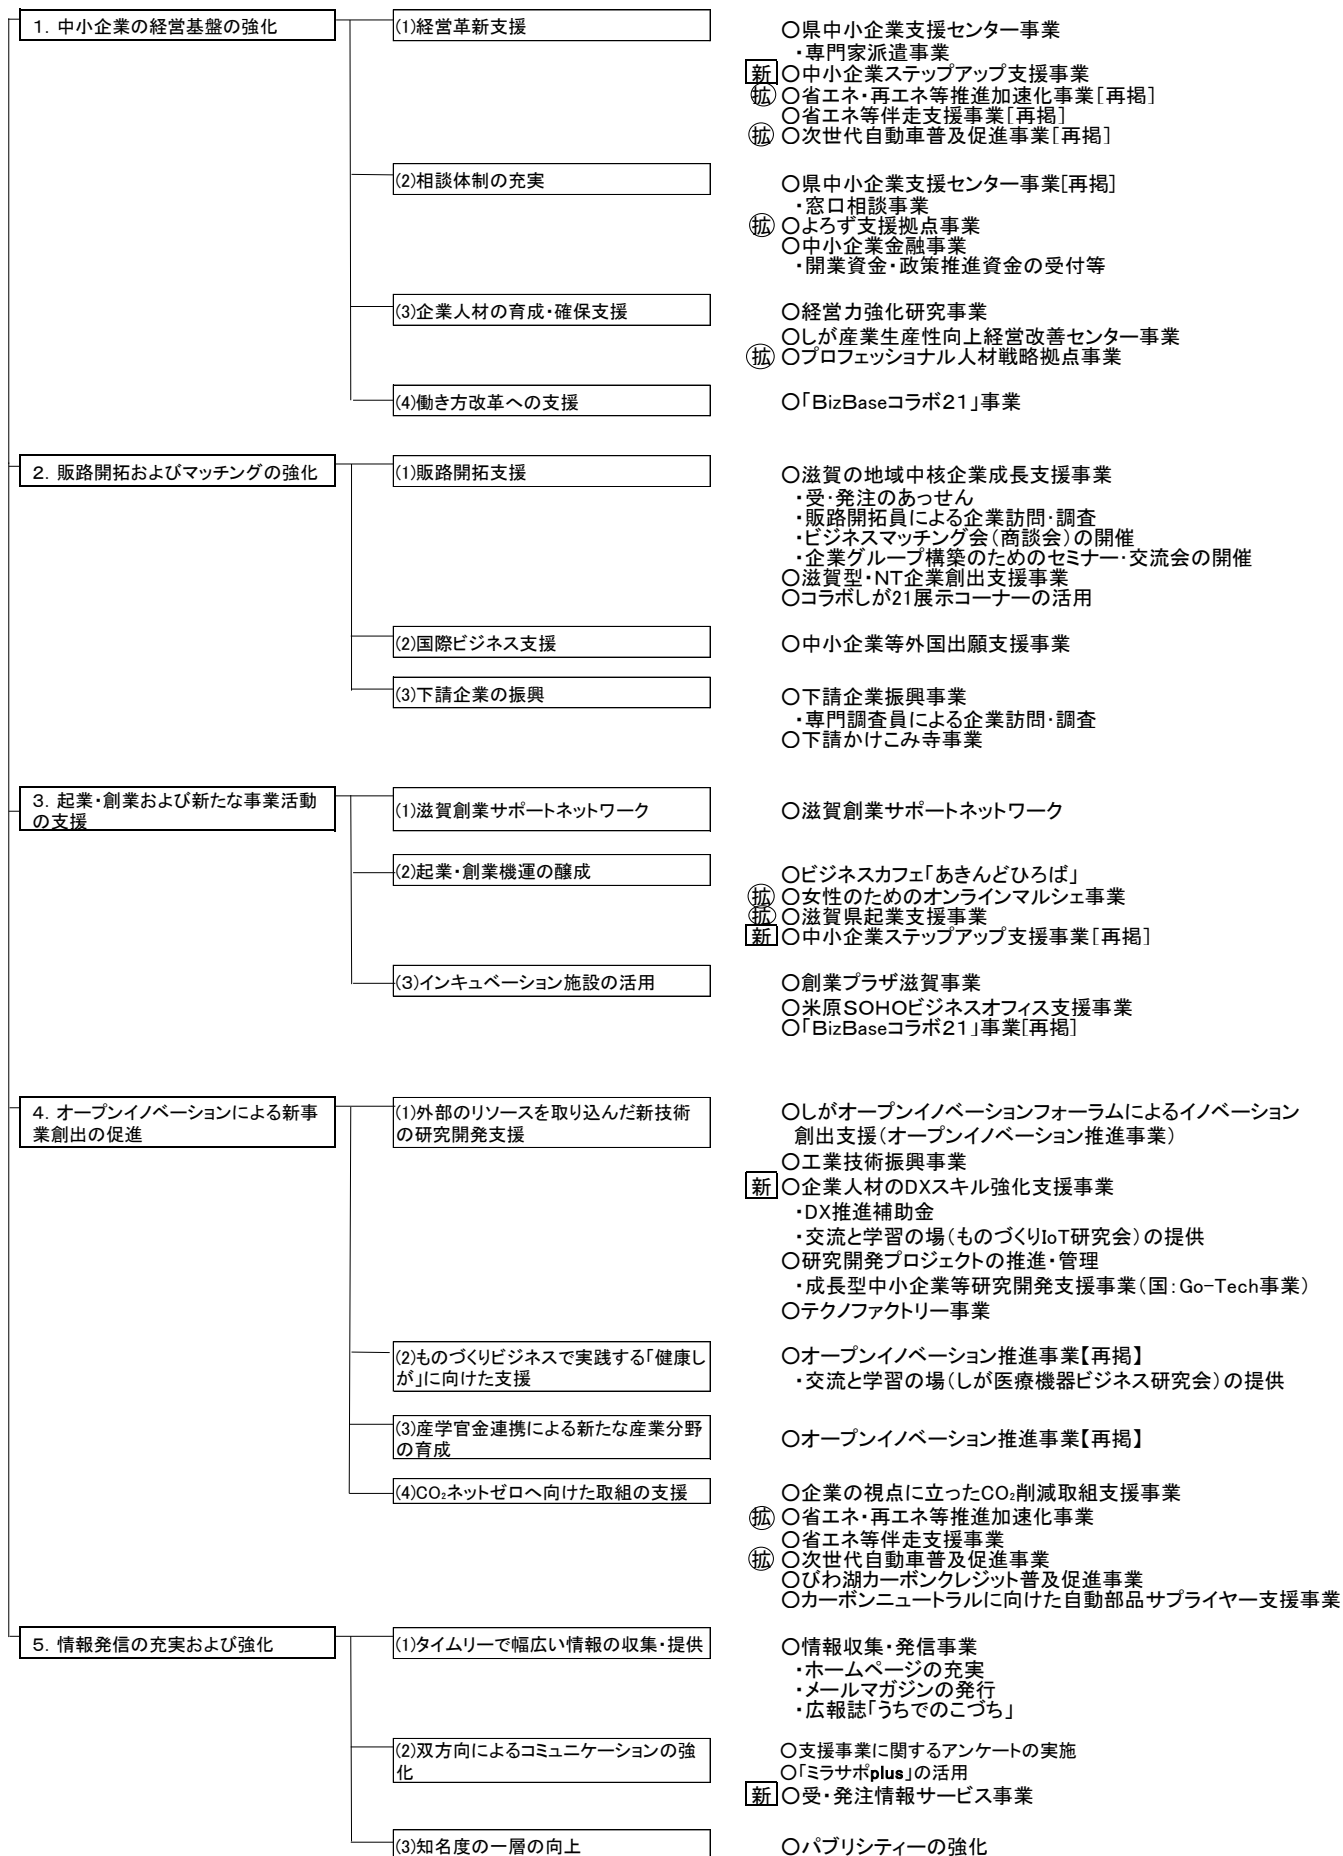 1．中小企業の経営基盤の強化
(1)経営革新支援
〇県中小企業支援センター事業
・専門家派遣事業
新 〇中小企業ステップアップ支援事業
拡 〇省エネ・再エネ等推進加速化事業[再掲]
〇省エネ等伴走支援事業[再掲]
拡 〇次世代自動車普及促進事業[再掲]
(2)相談体制の充実
〇県中小企業支援センター事業[再掲]
・窓口相談事業
拡 〇よろず支援拠点事業
〇中小企業金融事業
・開業資金・政策推進資金の受付等
(3)企業人材の育成・確保支援
〇経営力強化研究事業
〇しが産業生産性向上経営改善センター事業
拡 〇プロフェッショナル人材戦略拠点事業
(4)働き方改革への支援
〇「BizBaseコラボ21」事業
2．販路開拓およびマッチングの強化
(1)販路開拓支援
〇滋賀の地域中核企業成長支援事業
・受・発注のあっせん
・販路開拓員による企業訪問・調査
・ビジネスマッチング会（商談会）の開催
・企業グループ構築のためのセミナー・交流会の開催
〇滋賀型・NT企業創出支援事業
〇コラボしが21展示コーナーの活用
(2)国際ビジネス支援
〇中小企業等外国出願支援事業
(3)下請企業の振興
〇下請企業振興事業
・専門調査員による企業訪問・調査
〇下請かけこみ寺事業
3．起業・創業および新たな事業活動
の支援
(1)滋賀創業サポートネットワーク
〇滋賀創業サポートネットワーク
(2)起業・創業機運の醸成
〇ビジネスカフェ「あきんどひろば」
拡 〇女性のためのオンラインマルシェ事業
拡 〇滋賀県起業支援事業
新 〇中小企業ステップアップ支援事業[再掲]
(3)インキュベーション施設の活用
〇創業プラザ滋賀事業
〇米原SOHOビジネスオフィス支援事業
〇「BizBaseコラボ21」事業[再掲]
4．オープンイノベーションによる新事
業創出の促進
(1)外部のリソースを取り込んだ新技術
の研究開発支援
〇しがオープンイノベーションフォーラムによるイノベーション
創出支援（オープンイノベーション推進事業）
〇工業技術振興事業
新 〇企業人材のDXスキル強化支援事業
・DX推進補助金
・交流と学習の場（ものづくりIoT研究会）の提供
〇研究開発プロジェクトの推進・管理
・成長型中小企業等研究開発支援事業（国：Go-Tech事業）
〇テクノファクトリー事業
(2)ものづくりビジネスで実践する「健康し
が」に向けた支援
〇オープンイノベーション推進事業【再掲】
・交流と学習の場（しが医療機器ビジネス研究会）の提供
(3)産学官金連携による新たな産業分野
の育成
〇オープンイノベーション推進事業【再掲】
(4)CO₂ネットゼロへ向けた取組の支援
〇企業の視点に立ったCO₂削減取組支援事業
拡 〇省エネ・再エネ等推進加速化事業
〇省エネ等伴走支援事業
拡 〇次世代自動車普及促進事業
〇びわ湖カーボンクレジット普及促進事業
〇カーボンニュートラルに向けた自動部品サプライヤー支援事業
5．情報発信の充実および強化
(1)タイムリーで幅広い情報の収集・提供
〇情報収集・発信事業
・ホームページの充実
・メールマガジンの発行
・広報誌「うちでのこづち」
(2)双方向によるコミュニケーションの強
化
〇支援事業に関するアンケートの実施
〇「ミラサポplus」の活用
新 〇受・発注情報サービス事業
(3)知名度の一層の向上
〇パブリシティーの強化